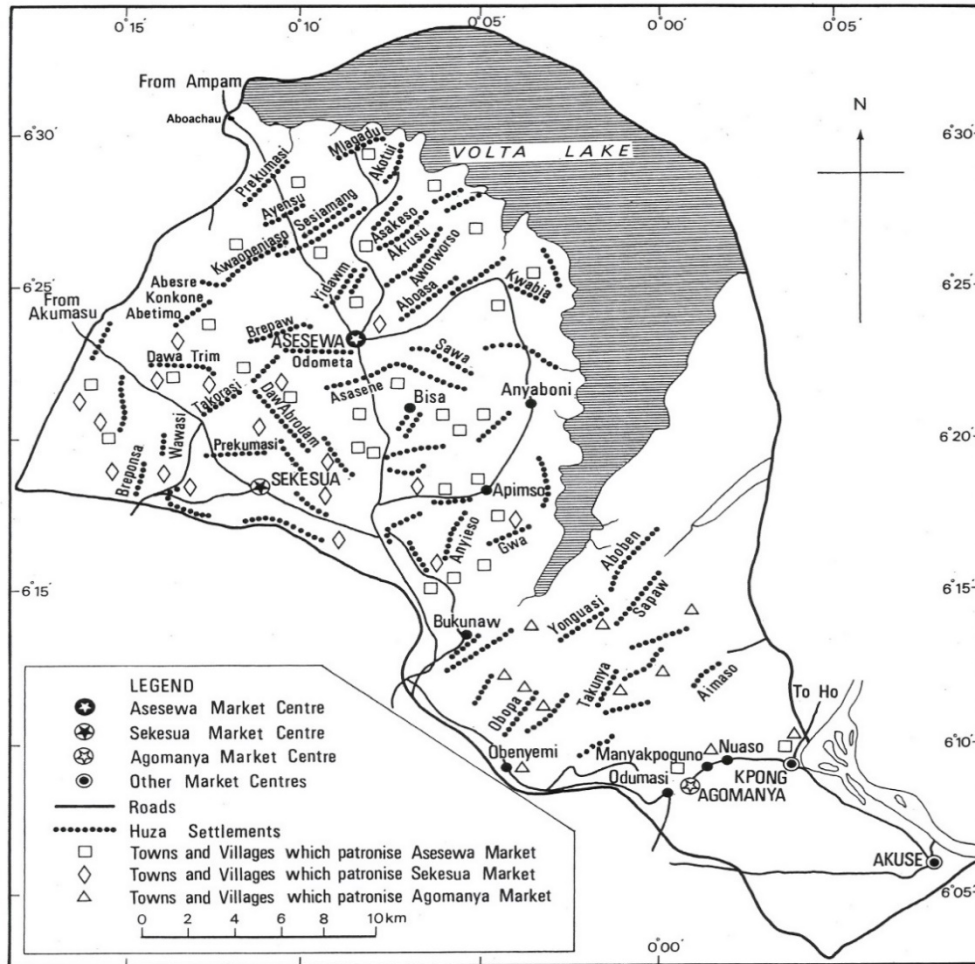 0°15'
0°10'
0°05'
0°00'
0°05'
From Ampam
Aboachau
N
6°30'
6°30'
Mlagadu
Akotui
VOLTA LAKE
Prekumasi
Ayensu
Sesiamang
Asakeso
Akrusu
Kwaopeniaso
Aworworso
Yidawm
Aboasa
Kwabia
6°25'
6°25'
Abesre
Konkone
Abetimo
From
Akumasu
Brepaw
ASESEWA
Odometa
Dawa Trim
Sawa
Takorasi
Asasene
Bisa
Anyaboni
DawAbrodam
Wawasi
Prekumasi
6°20'
6°20'
Breponsa
SEKESUA
Apimso
Anyieso
Gwa
Aboben
6°15'
6°15'
Sapaw
Yonguasi
Bukunaw
Takunya
Aimaso
Obopa
To Ho
6°10'
Obenyemi
Manyakpoguno
Nuaso
Odumasi
KPONG
AGOMANYA
AKUSE
6°05'
0°00'
LEGEND
Asesewa Market Centre
Sekesua Market Centre
Agomanya Market Centre
Other Market Centres
Roads
Huza Settlements
Towns and Villages which patronise Asesewa Market
Towns and Villages which patronise Sekesua Market
Towns and Villages which patronise Agomanya Market
0 2 4 6 8 10km